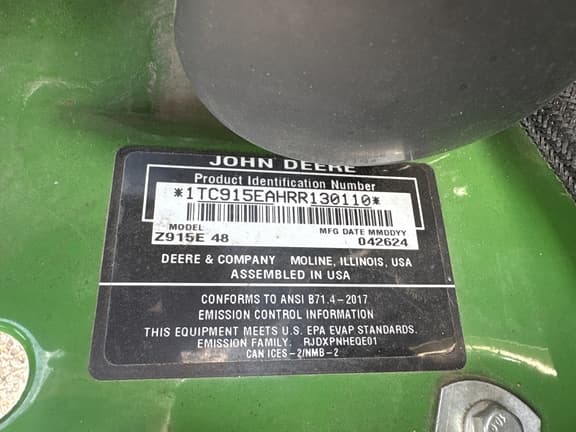 JOHN DEERE
Product Identification Number
*1TC915EAHRR130110*
MODEL MFG DATE MMDDYY
Z915E 48 042624
DEERE & COMPANY MOLINE, ILLINOIS, USA
ASSEMBLED IN USA
CONFORMS TO ANSI B71.4-2017
EMISSION CONTROL INFORMATION
THIS EQUIPMENT MEETS U.S. EPA EVAP STANDARDS.
EMISSION FAMILY. RJDXPNHEQE01
CAN ICES-2/NMB-2